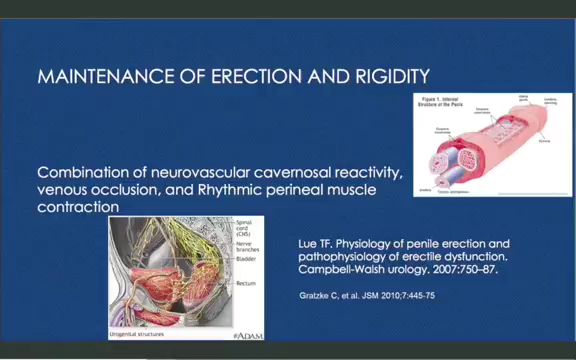 MAINTENANCE OF ERECTION AND RIGIDITY
Figure 1. Internal
Structure of the Penis
Combination of neurovascular cavernosal reactivity,
venous occlusion, and Rhythmic perineal muscle
contraction
Spinal
cord
(CNS)
Nerve
branches
Bladder
Rectum
Urogenital structures
ADAM
Lue TF. Physiology of penile erection and
pathophysiology of erectile dysfunction.
Campbell-Walsh urology. 2007:750–87.
Gratzke C, et al. JSM 2010;7:445-75